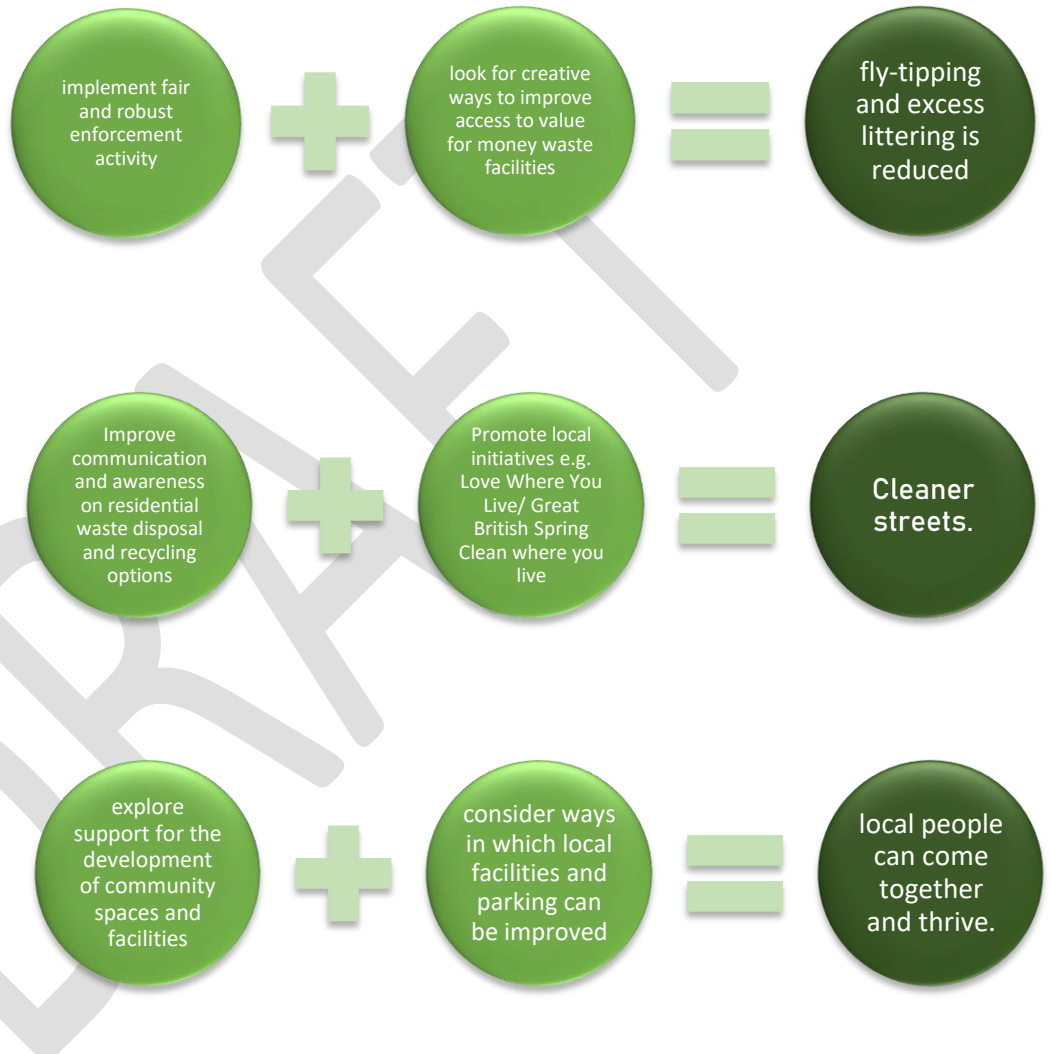 implement fair
and robust
enforcement
activity
look for creative
ways to improve
access to value
for money waste
facilities
fly-tipping
and excess
littering is
reduced
Improve
communication
and awareness
on residential
waste disposal
and recycling
options
Promote local
initiatives e.g.
Love Where You
Live/ Great
British Spring
Clean where you
live
Cleaner
streets.
explore
support for the
development
of community
spaces and
facilities
consider ways
in which local
facilities and
parking can
be improved
local people
can come
together
and thrive.
DRAFT